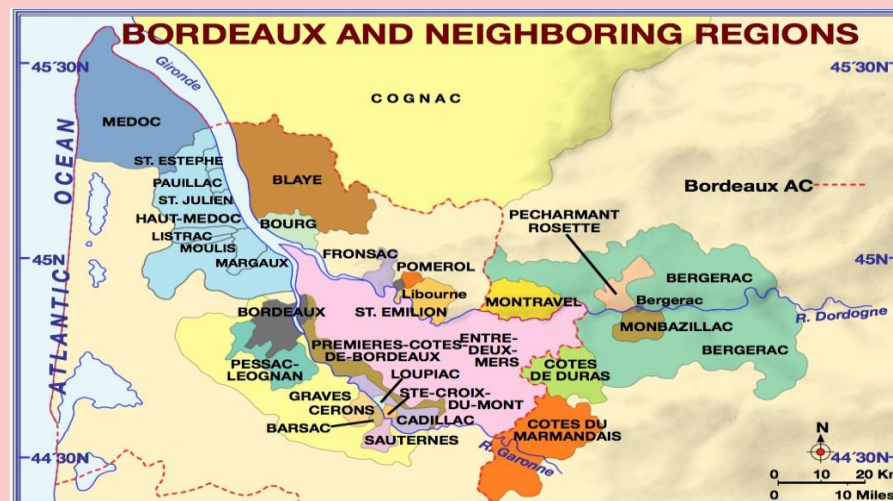 BORDEAUX AND NEIGHBORING REGIONS
45˚30N
Gironde
45˚30N
COGNAC
MEDOC
ATLANTIC OCEAN
ST. ESTEPHE
PAUILLAC
ST. JULIEN
HAUT-MEDOC
LISTRAC
MOULIS
MARGAUX
BLAYE
BOURG
Bordeaux AC
PECHARMANT
ROSETTE
45N
FRONSAC
POMEROL
Libourne
ST. EMILION
MONTRAVEL
BERGERAC
Bergerac
45N
R. Dordogne
MONBAZILLAC
BERGERAC
BORDEAUX
PREMIERES-COTES
DE-BORDEAUX
ENTRE-
DEUX-
MERS
PESSAC-
LEOGNAN
COTES
DE DURAS
LOUPIAC
GRAVES
CERONS
STE-CROIX
-DU-MONT
BARSAC
CADILLAC
SAUTERNES
COTES DU
MARMANDAIS
R. Garonne
44˚30N
44˚30N
N
0 10 20 Km
0 10 Miles